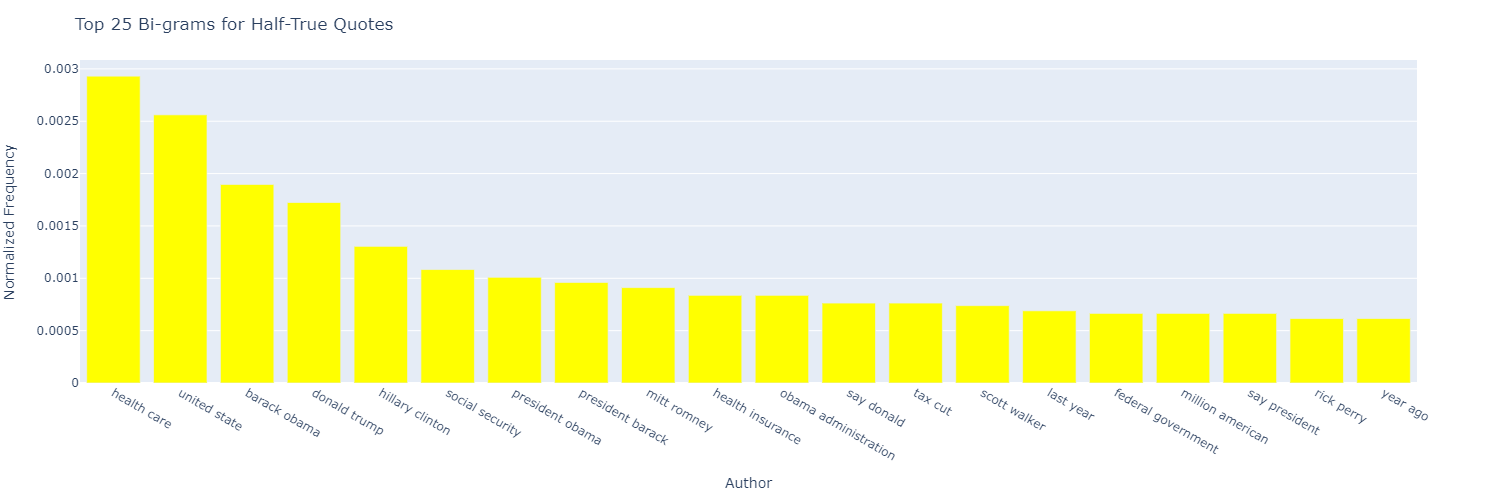 Top 25 Bi-grams for Half-True Quotes
Normalized Frequency
0.003
0.0025
0.002
0.0015
0.001
0.0005
0
health care
united state
barack obama
donald trump
hillary clinton
social security
president obama
president barack
mitt romney
health insurance
obama administration
say donald
tax cut
scott walker
last year
federal government
million american
say president
rick perry
year ago
Author